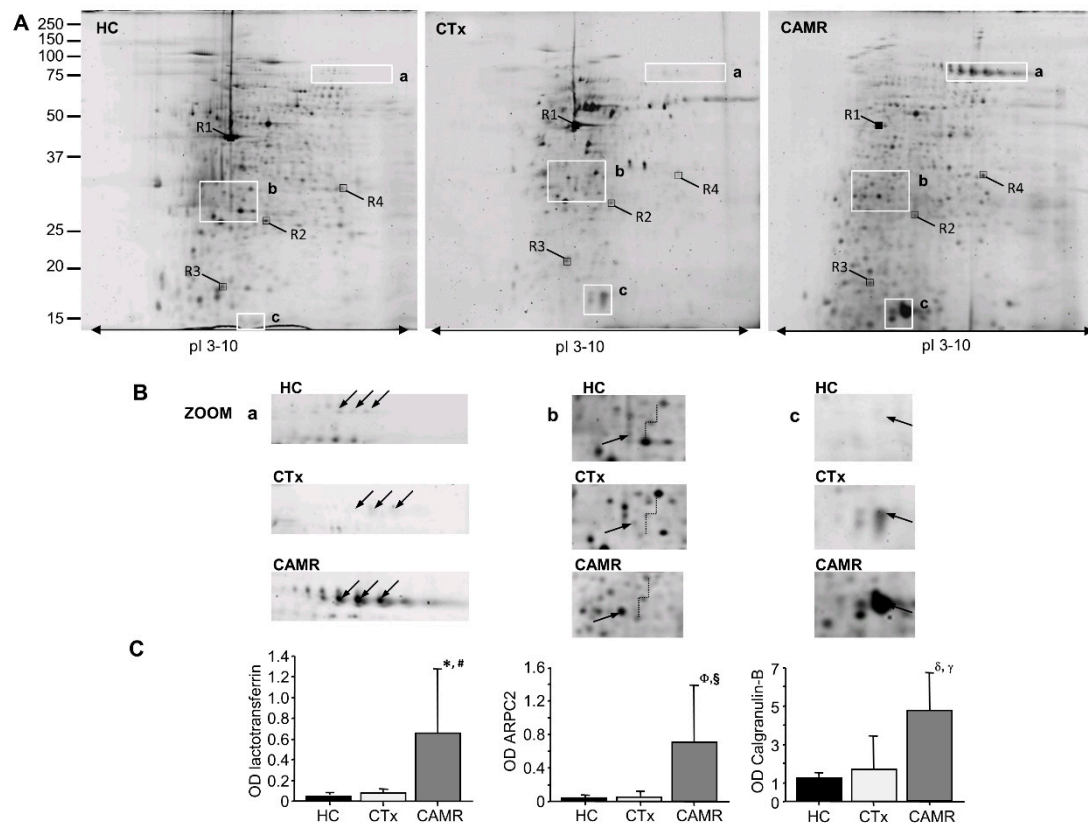 A
HC
CTx
CAMR
250
150
100
75
50
37
25
20
15
a
R1
b
R4
R2
R3
c
a
R1
b
R4
R2
R3
c
a
R1
b
R4
R2
R3
c
pI 3-10
pI 3-10
pI 3-10
B
ZOOM
a
HC
CTx
CAMR
b
HC
CTx
CAMR
c
HC
CTx
CAMR
C
OD lactotransferrin
1.4
1.2
1.0
0.8
0.6
0.4
0.2
0
*, #
HC CTx CAMR
OD ARPC2
1.6
1.2
0.8
0.4
0
Φ,§
HC CTx CAMR
OD Calgranulin-B
7
5
3
1
0
δ, γ
HC CTx CAMR